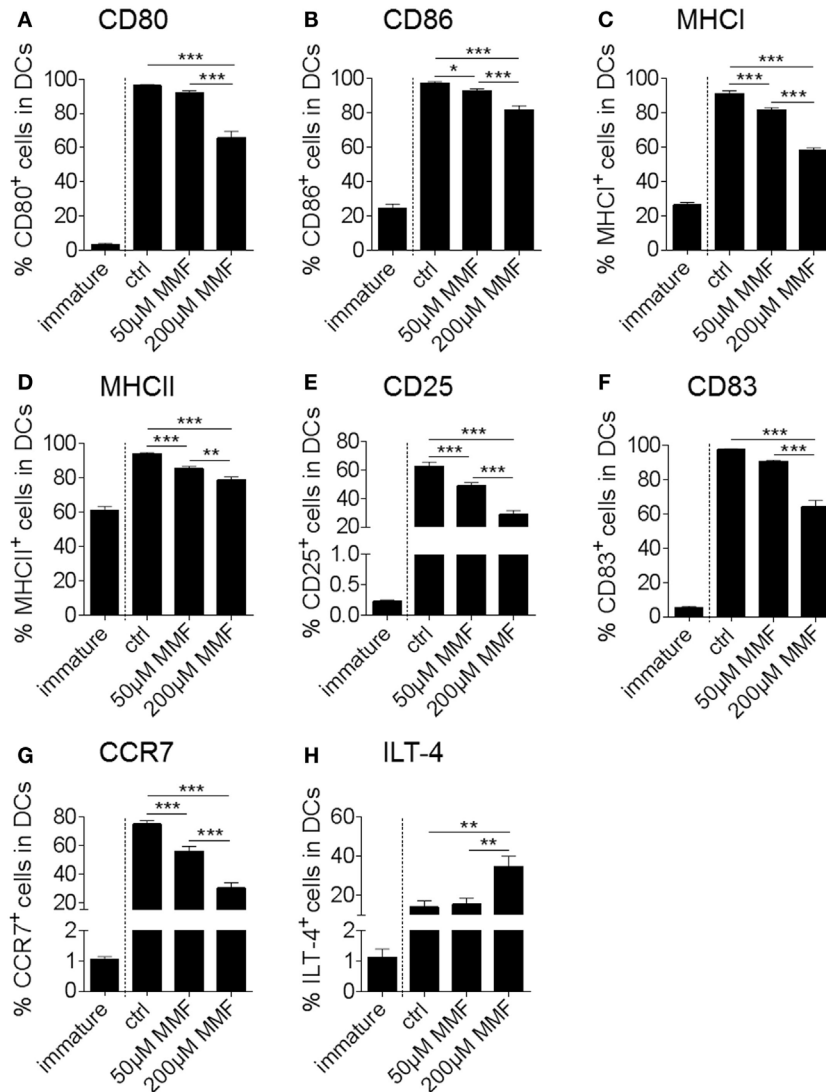 A CD80
% CD80⁺ cells in DCs
100
80
60
40
20
0
***
***
immature
ctrl
50µM MMF
200µM MMF
B CD86
% CD86⁺ cells in DCs
100
80
60
40
20
0
***
*
***
immature
ctrl
50µM MMF
200µM MMF
C MHCI
% MHCI⁺ cells in DCs
100
80
60
40
20
0
***
***
***
immature
ctrl
50µM MMF
200µM MMF
D MHCII
% MHCII⁺ cells in DCs
100
80
60
40
20
0
***
***
**
immature
ctrl
50µM MMF
200µM MMF
E CD25
% CD25⁺ cells in DCs
80
60
40
20
1.0
0.5
0.0
***
***
***
immature
ctrl
50µM MMF
200µM MMF
F CD83
% CD83⁺ cells in DCs
100
80
60
40
20
0
***
***
immature
ctrl
50µM MMF
200µM MMF
G CCR7
% CCR7⁺ cells in DCs
80
60
40
20
2
1
0
***
***
***
immature
ctrl
50µM MMF
200µM MMF
H ILT-4
% ILT-4⁺ cells in DCs
60
40
20
2
1
0
**
**
immature
ctrl
50µM MMF
200µM MMF